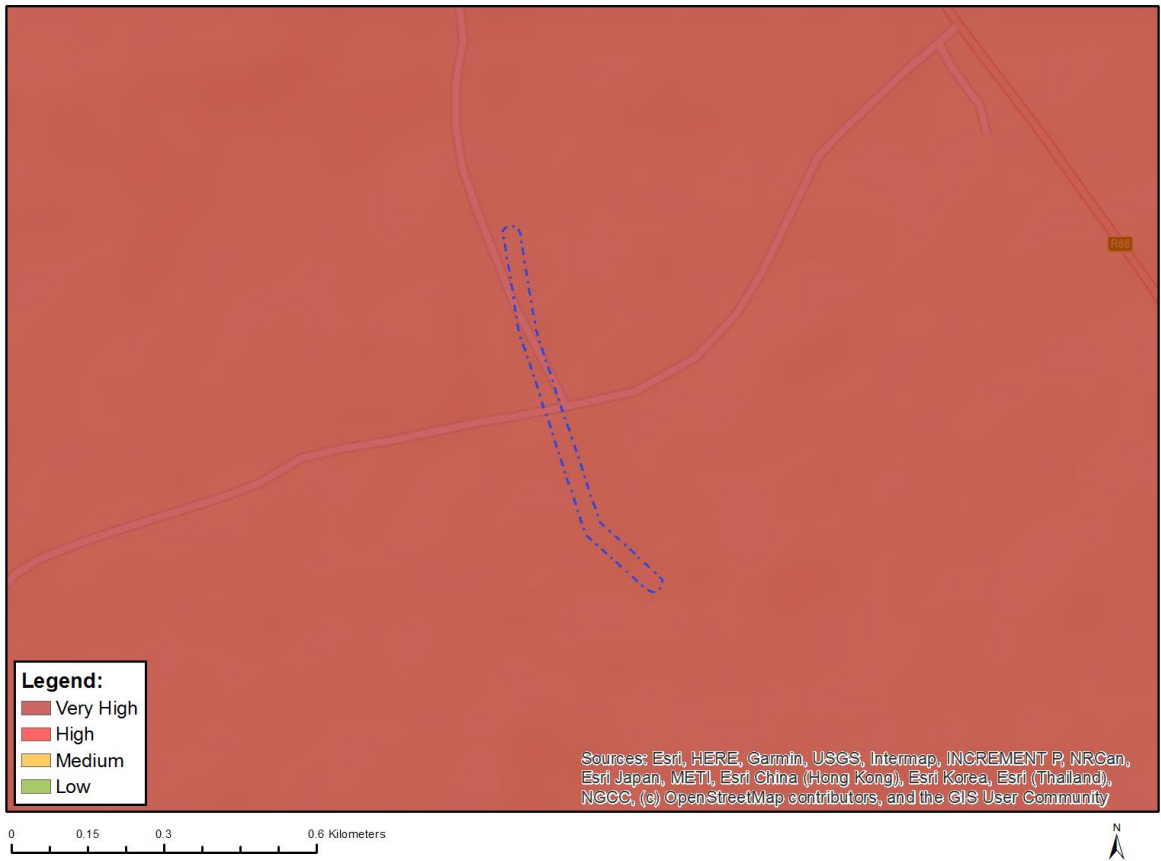 R55
Legend:
Very High
High
Medium
Low
Sources: Esri, HERE, Garmin, USGS, Intermap, INCREMENT P, NRCan,
Esri Japan, METI, Esri China (Hong Kong), Esri Korea, Esri (Thailand),
NGCC, (c) OpenStreetMap contributors, and the GIS User Community
0 0.15 0.3 0.6 Kilometers
N